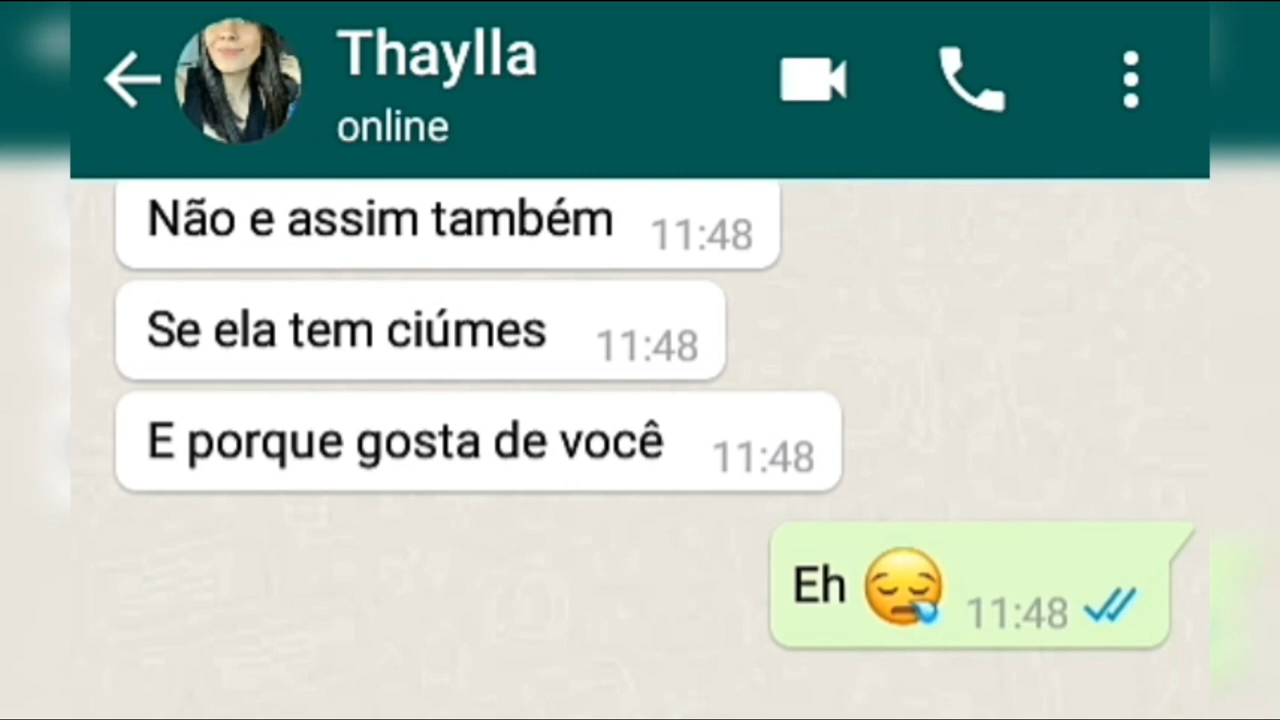 Thaylla
online
Não e assim também 11:48
Se ela tem ciúmes 11:48
E porque gosta de você 11:48
Eh 😪 11:48